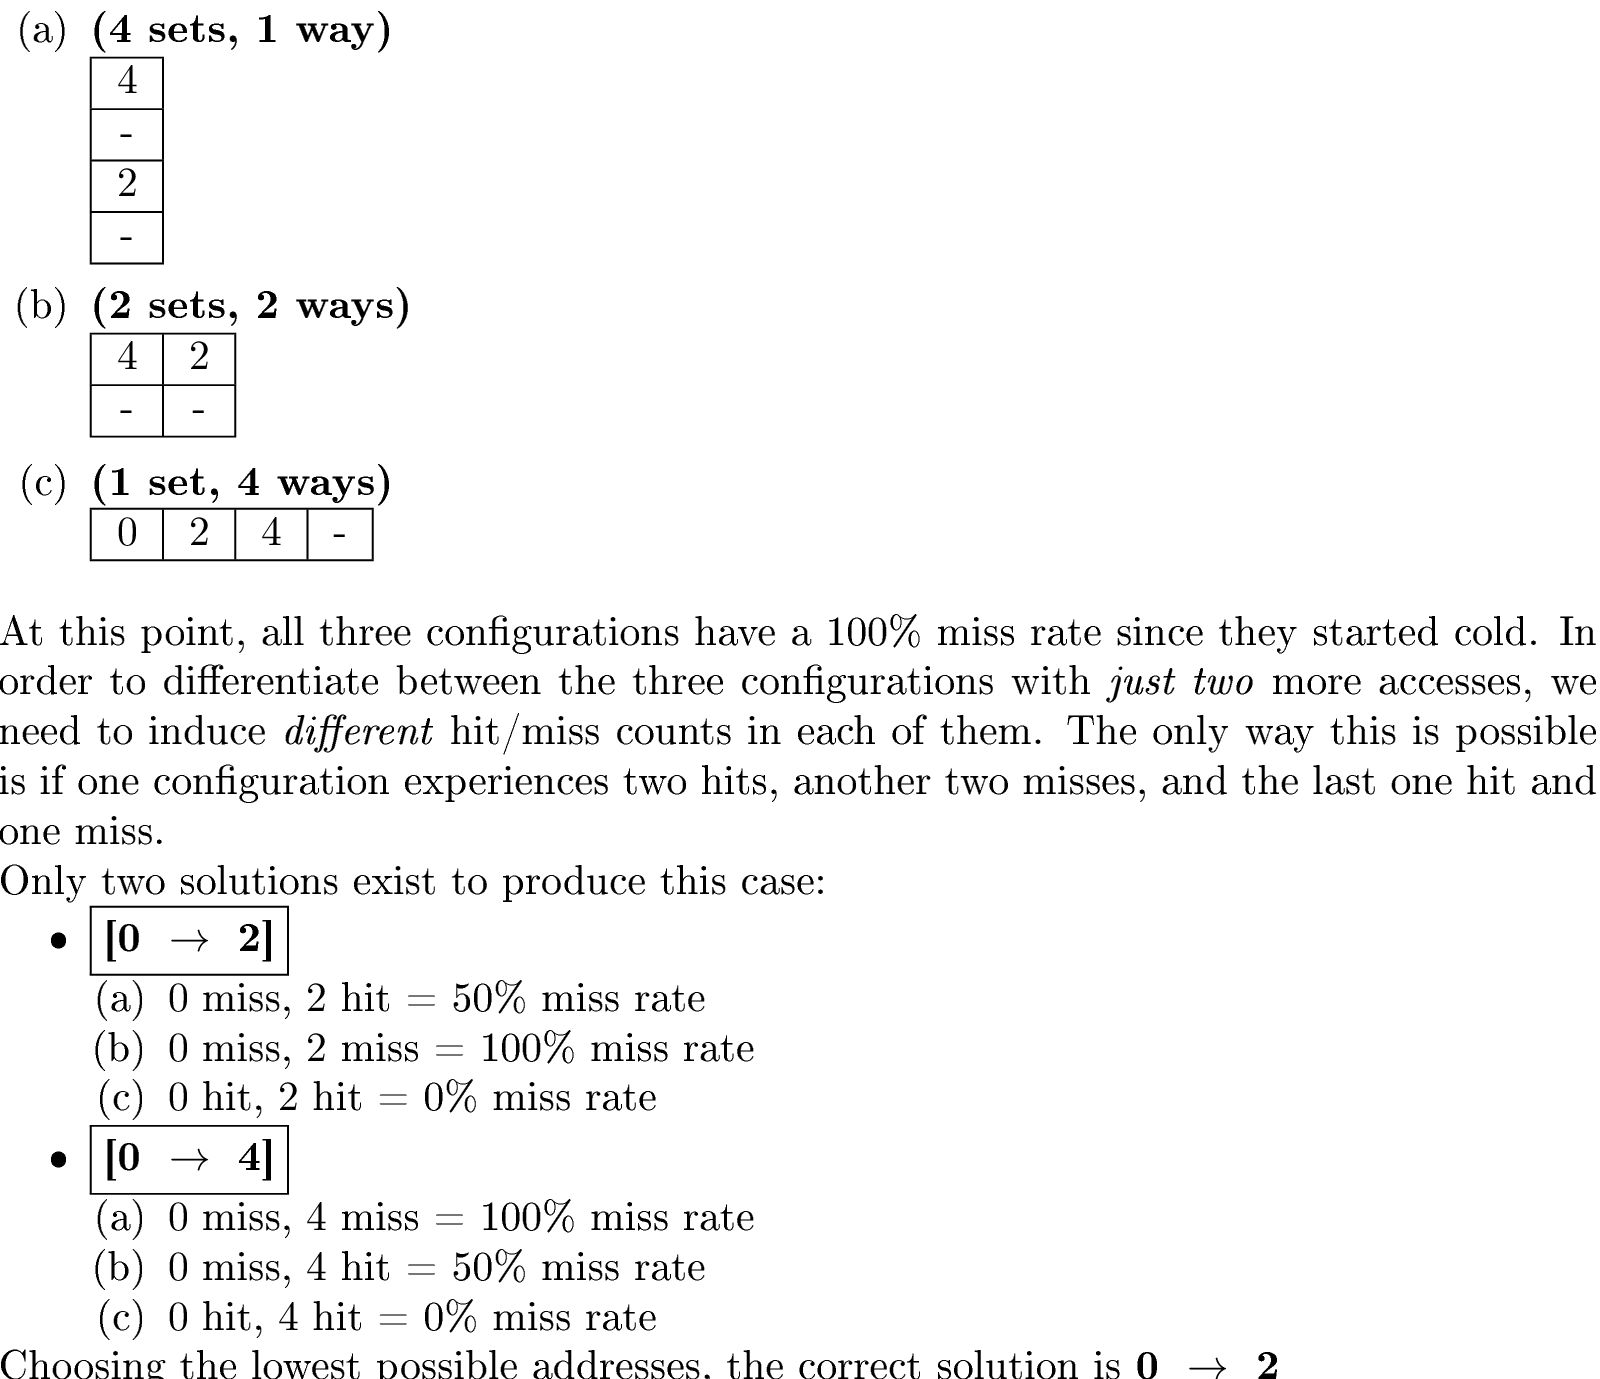 (a) (4 sets, 1 way)
4
-
2
-
(b) (2 sets, 2 ways)
4 2
- -
(c) (1 set, 4 ways)
0 2 4 -
At this point, all three configurations have a 100% miss rate since they started cold. In
order to differentiate between the three configurations with just two more accesses, we
need to induce different hit/miss counts in each of them. The only way this is possible
is if one configuration experiences two hits, another two misses, and the last one hit and
one miss.
Only two solutions exist to produce this case:
• [0 → 2]
(a) 0 miss, 2 hit = 50% miss rate
(b) 0 miss, 2 miss = 100% miss rate
(c) 0 hit, 2 hit = 0% miss rate
• [0 → 4]
(a) 0 miss, 4 miss = 100% miss rate
(b) 0 miss, 4 hit = 50% miss rate
(c) 0 hit, 4 hit = 0% miss rate
Choosing the lowest possible addresses, the correct solution is 0 → 2